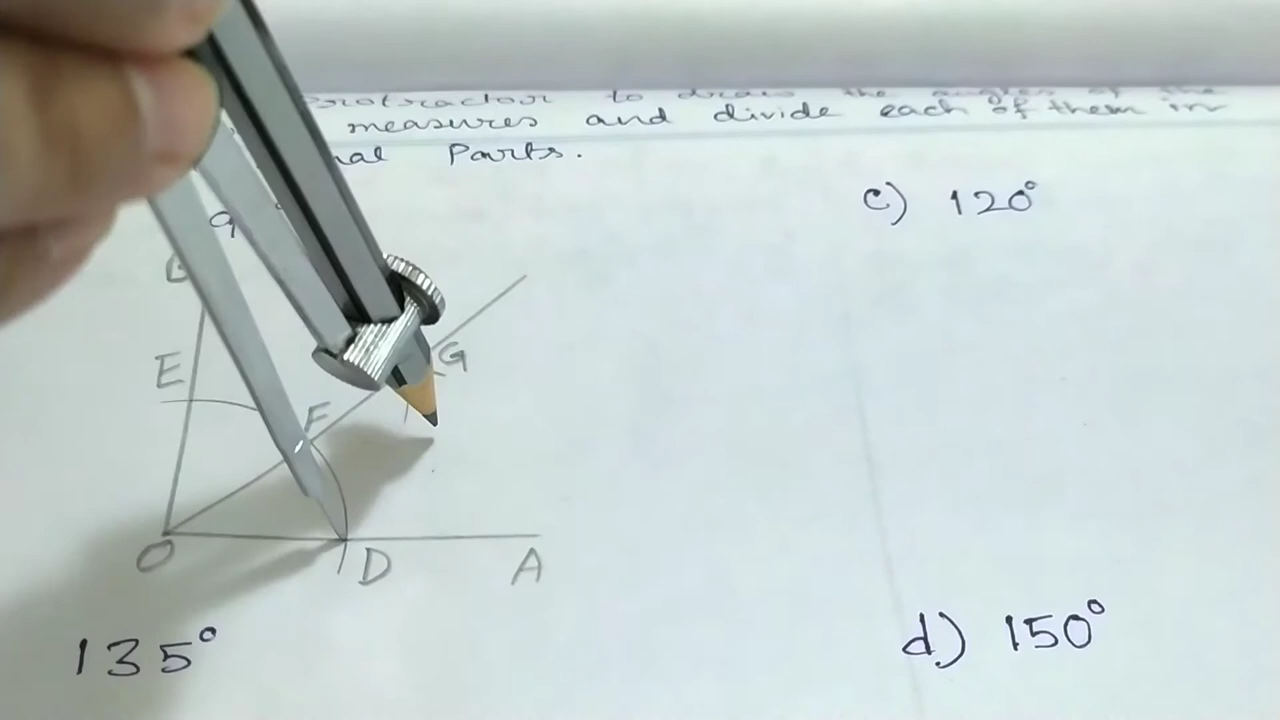 Protractor to draw the angles of the
measures and divide each of them in
Parts.
c) 120°
E
G
F
O
D
A
135°
d) 150°